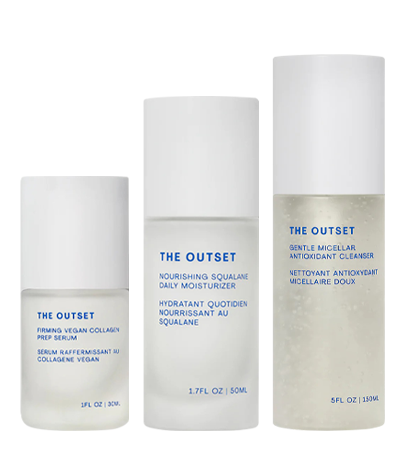 THE OUTSET
FIRMING VEGAN COLLAGEN
PREP SERUM
SÉRUM RAFFERMISSANT AU
COLLAGENE VEGAN
1FL OZ | 30ML
THE OUTSET
NOURISHING SQUALANE
DAILY MOISTURIZER
HYDRATANT QUOTIDIEN
NOURRISSANT AU
SQUALANE
1.7FL OZ | 50ML
THE OUTSET
GENTLE MICELLAR
ANTIOXIDANT CLEANSER
NETTOYANT ANTIOXYDANT
MICELLAIRE DOUX
5FL OZ | 150ML